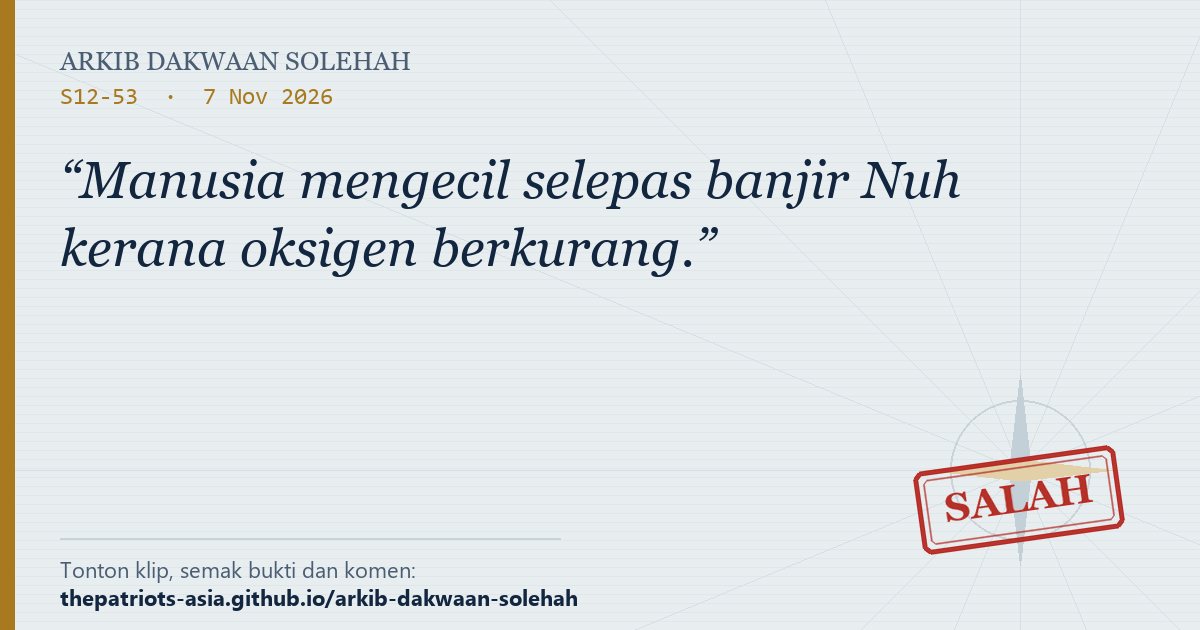 ARKIB DAKWAAN SOLEHAH
S12-53 · 7 Nov 2026
“Manusia mengecil selepas banjir Nuh
kerana oksigen berkurang.”
SALAH
Tonton klip, semak bukti dan komen:
thepatriots-asia.github.io/arkib-dakwaan-solehah